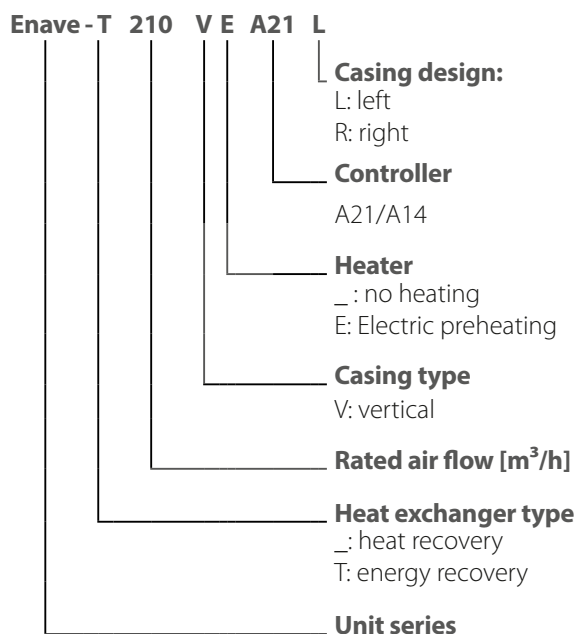 Enave - T 210 V E A21 L
Casing design:
L: left
R: right
Controller
A21/A14
Heater
_ : no heating
E: Electric preheating
Casing type
V: vertical
Rated air flow [m³/h]
Heat exchanger type
_: heat recovery
T: energy recovery
Unit series